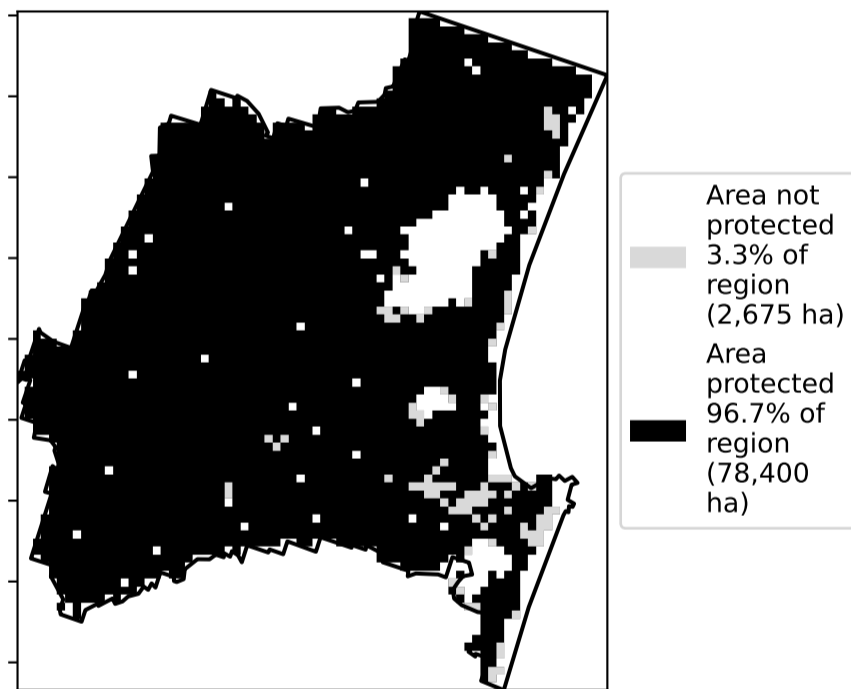 Area not
protected
3.3% of
region
(2,675 ha)
Area
protected
96.7% of
region
(78,400
ha)